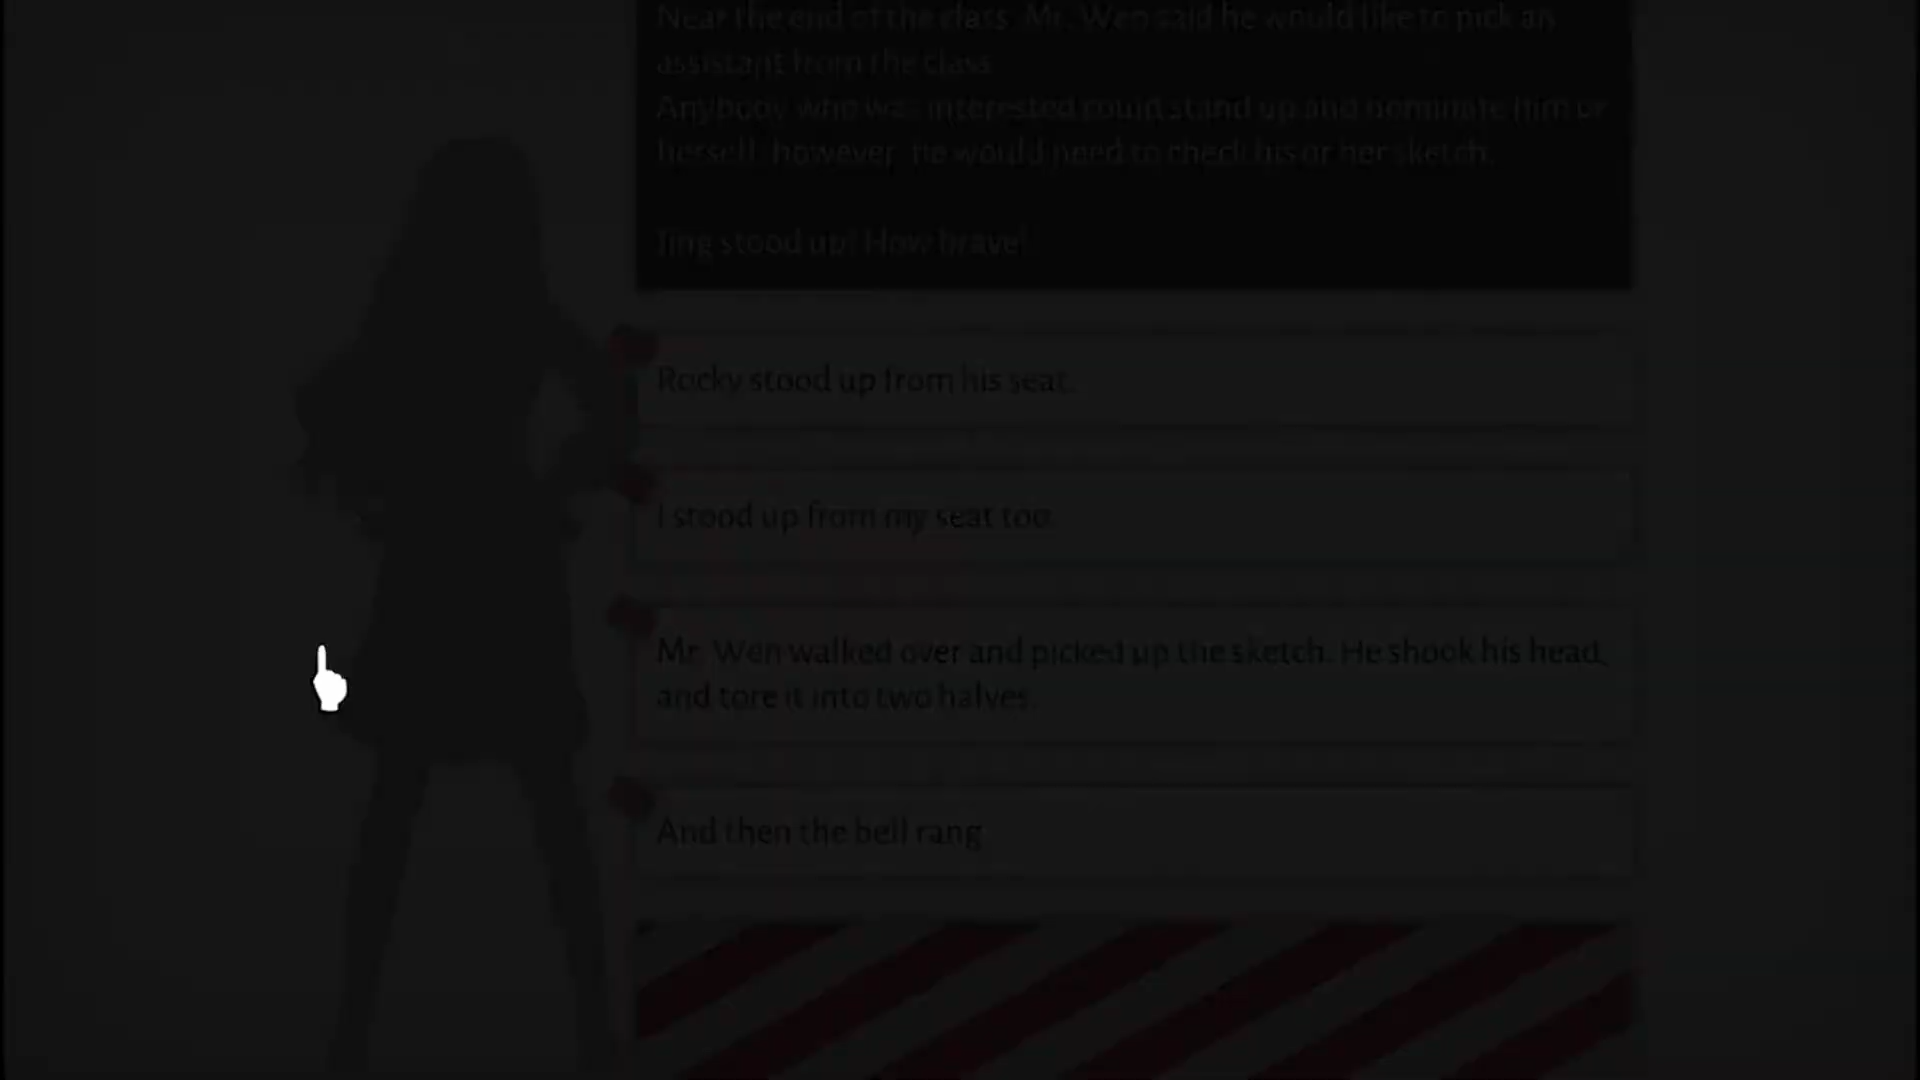 Near the end of the class, Mr. Wen said he would like to pick an
assistant from the class.
Anybody who was interested could stand up and nominate him or
herself; however, he would need to check his or her sketch.
Jing stood up! How brave!
Rocky stood up from his seat.
I stood up from my seat too.
Mr. Wen walked over and picked up the sketch. He shook his head,
and tore it into two halves.
And then the bell rang.